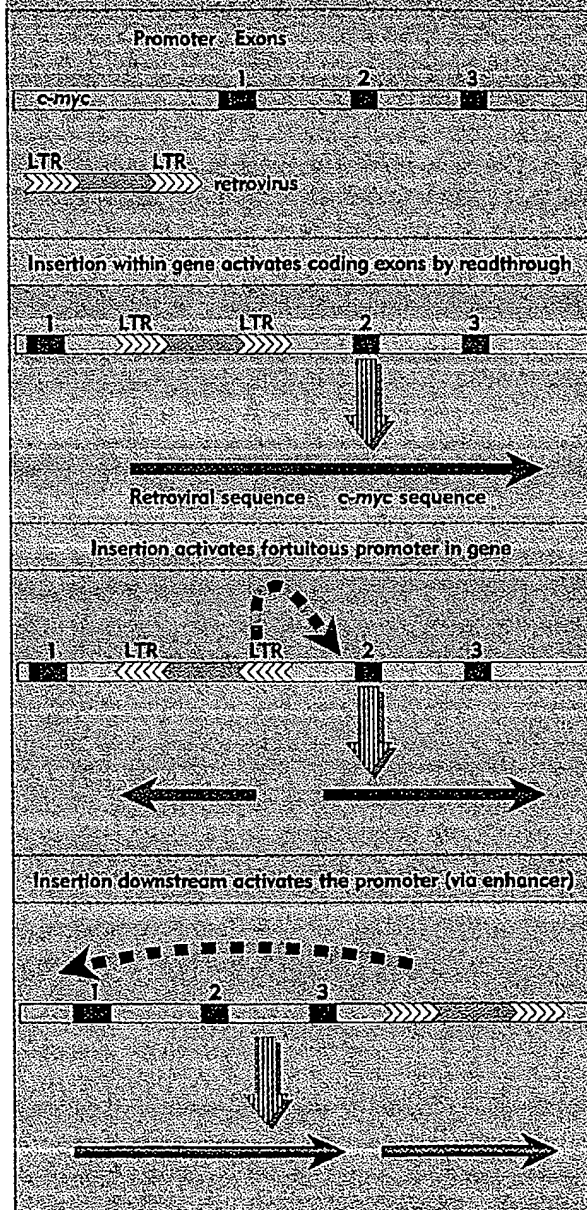 Promoter Exons
1 2 3
c-myc
LTR LTR
retrovirus
Insertion within gene activates coding exons by readthrough
1 LTR LTR 2 3
Retroviral sequence c-myc sequence
Insertion activates fortuitous promoter in gene
1 LTR LTR 2 3
Insertion downstream activates the promoter (via enhancer)
1 2 3